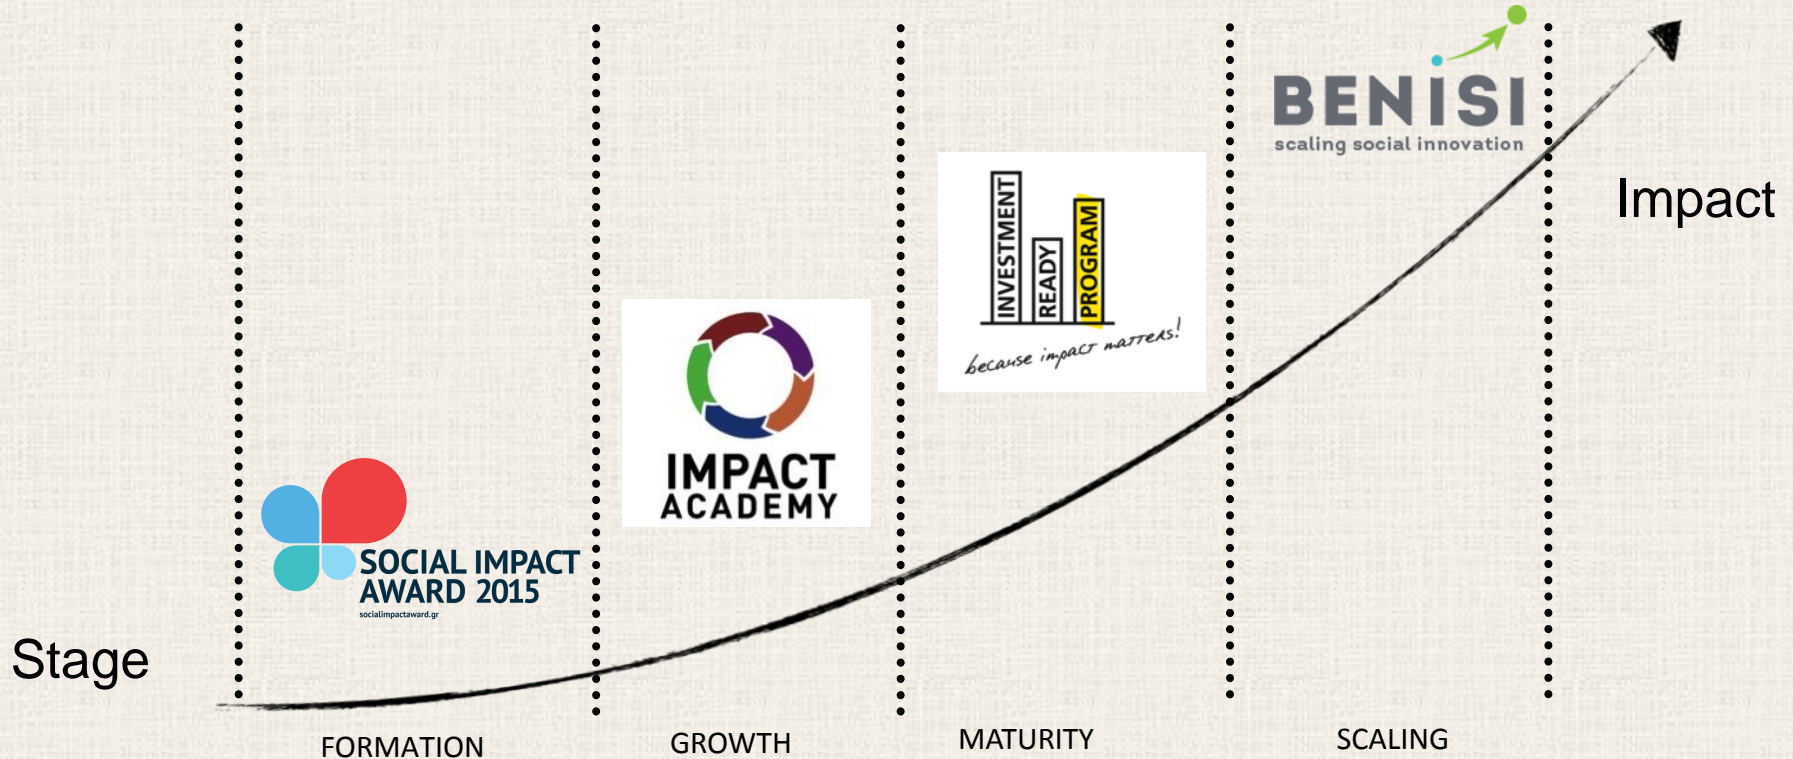 BENISI
scaling social innovation
Impact
INVESTMENT
READY
PROGRAM
because impact matters!
IMPACT
ACADEMY
SOCIAL IMPACT
AWARD 2015
socialimpactaward.gr
Stage
FORMATION
GROWTH
MATURITY
SCALING